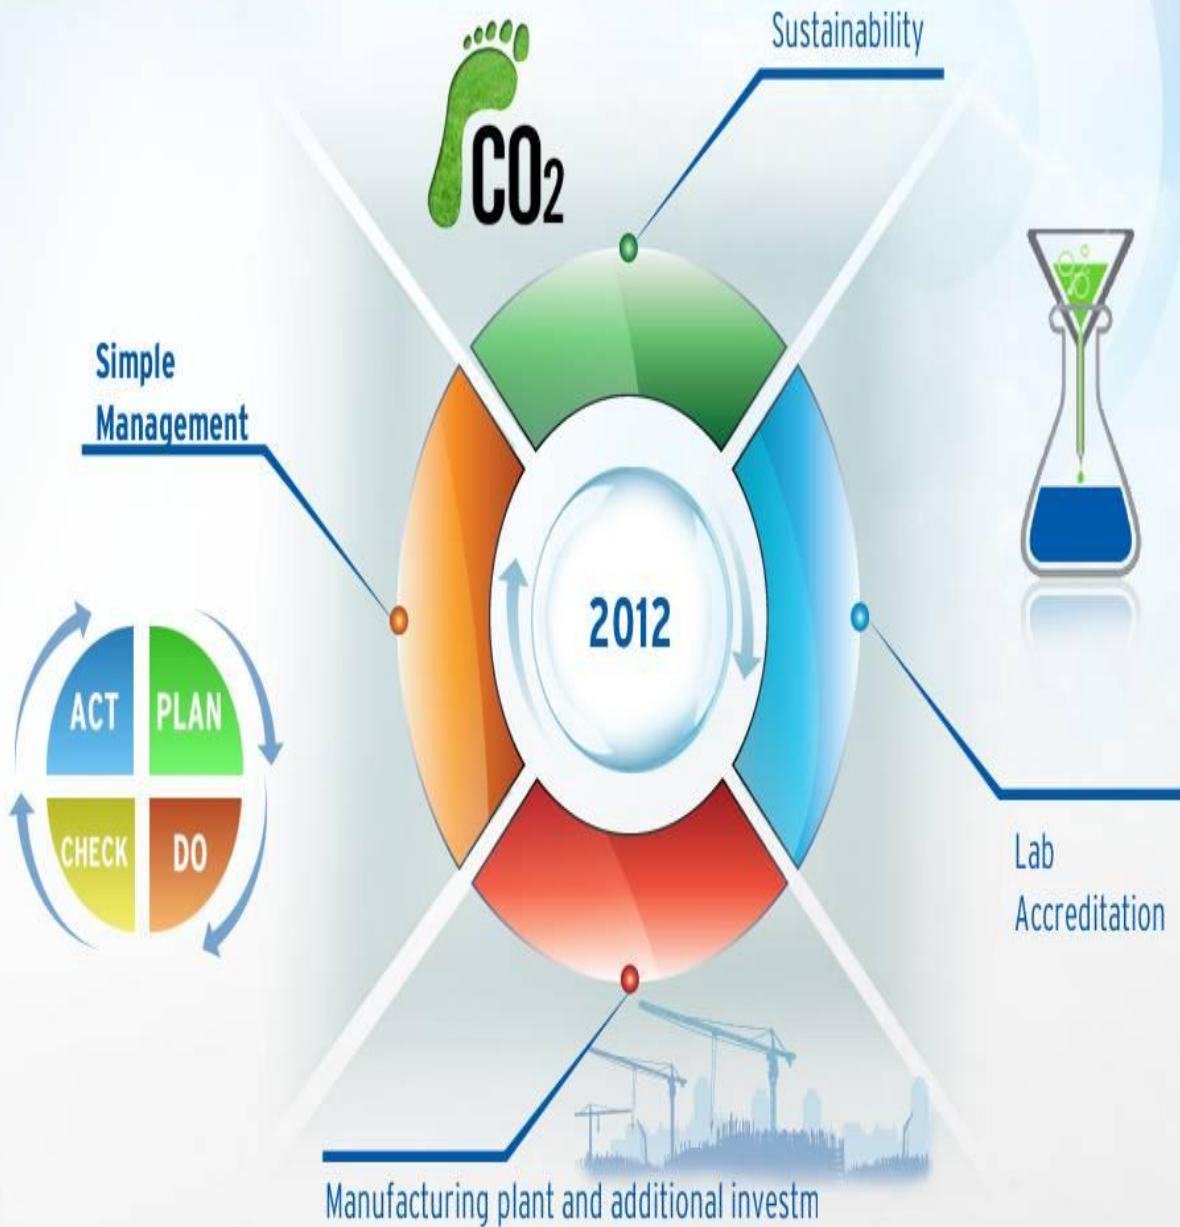 Sustainability
CO2
Simple
Management
2012
ACT PLAN
CHECK DO
Lab
Accreditation
Manufacturing plant and additional investm